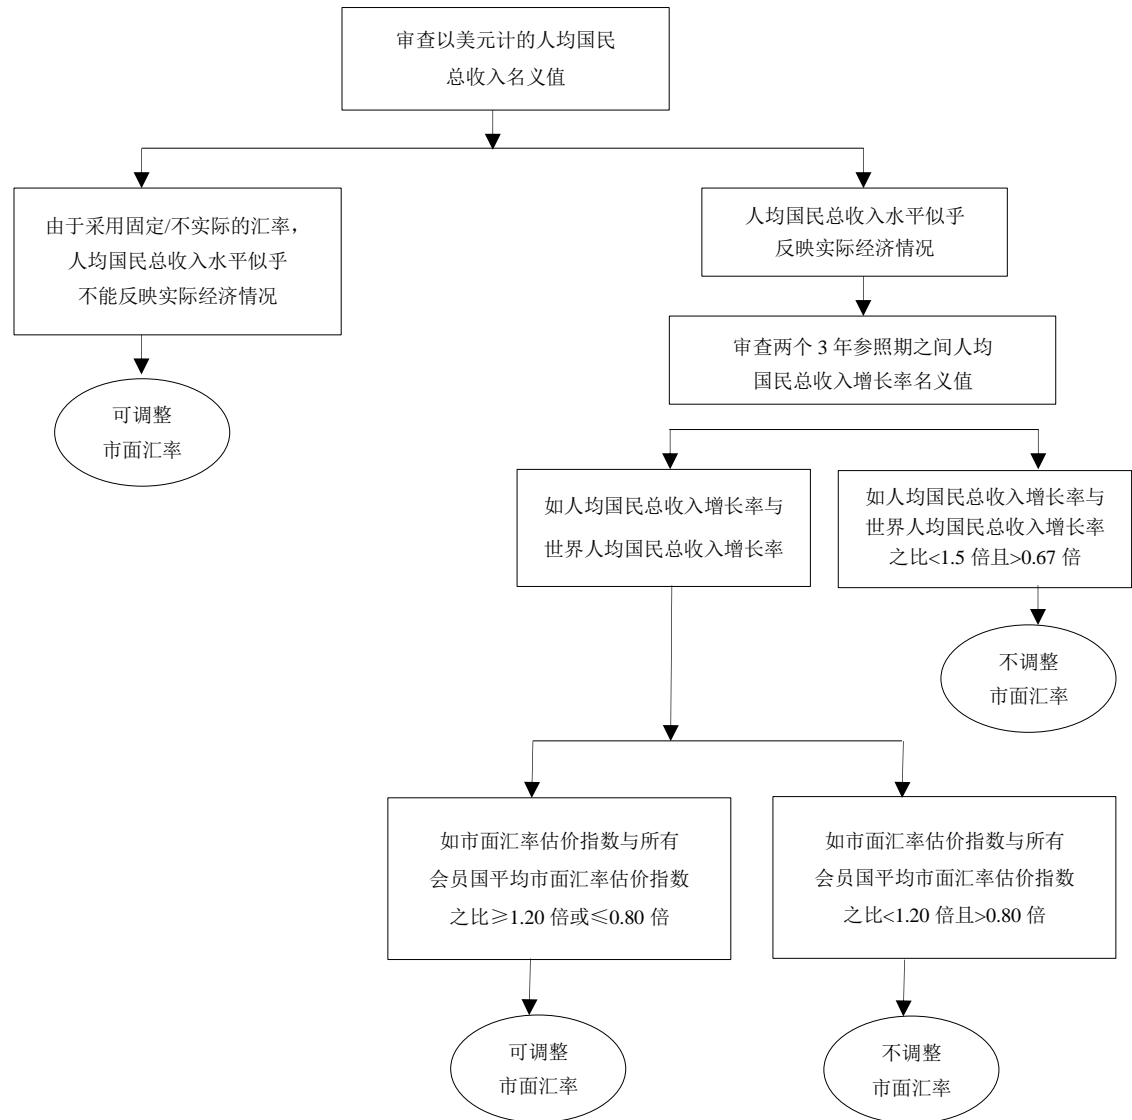 审查以美元计的人均国民
总收入名义值
由于采用固定/不实际的汇率，
人均国民总收入水平似乎
不能反映实际经济情况
人均国民总收入水平似乎
反映实际经济情况
审查两个 3 年参照期之间人均
国民总收入增长率名义值
可调整
市面汇率
如人均国民总收入增长率与
世界人均国民总收入增长率
如人均国民总收入增长率与
世界人均国民总收入增长率
之比<1.5 倍且>0.67 倍
不调整
市面汇率
如市面汇率估价指数与所有
会员国平均市面汇率估价指数
之比≥1.20 倍或≤0.80 倍
如市面汇率估价指数与所有
会员国平均市面汇率估价指数
之比<1.20 倍且>0.80 倍
可调整
市面汇率
不调整
市面汇率